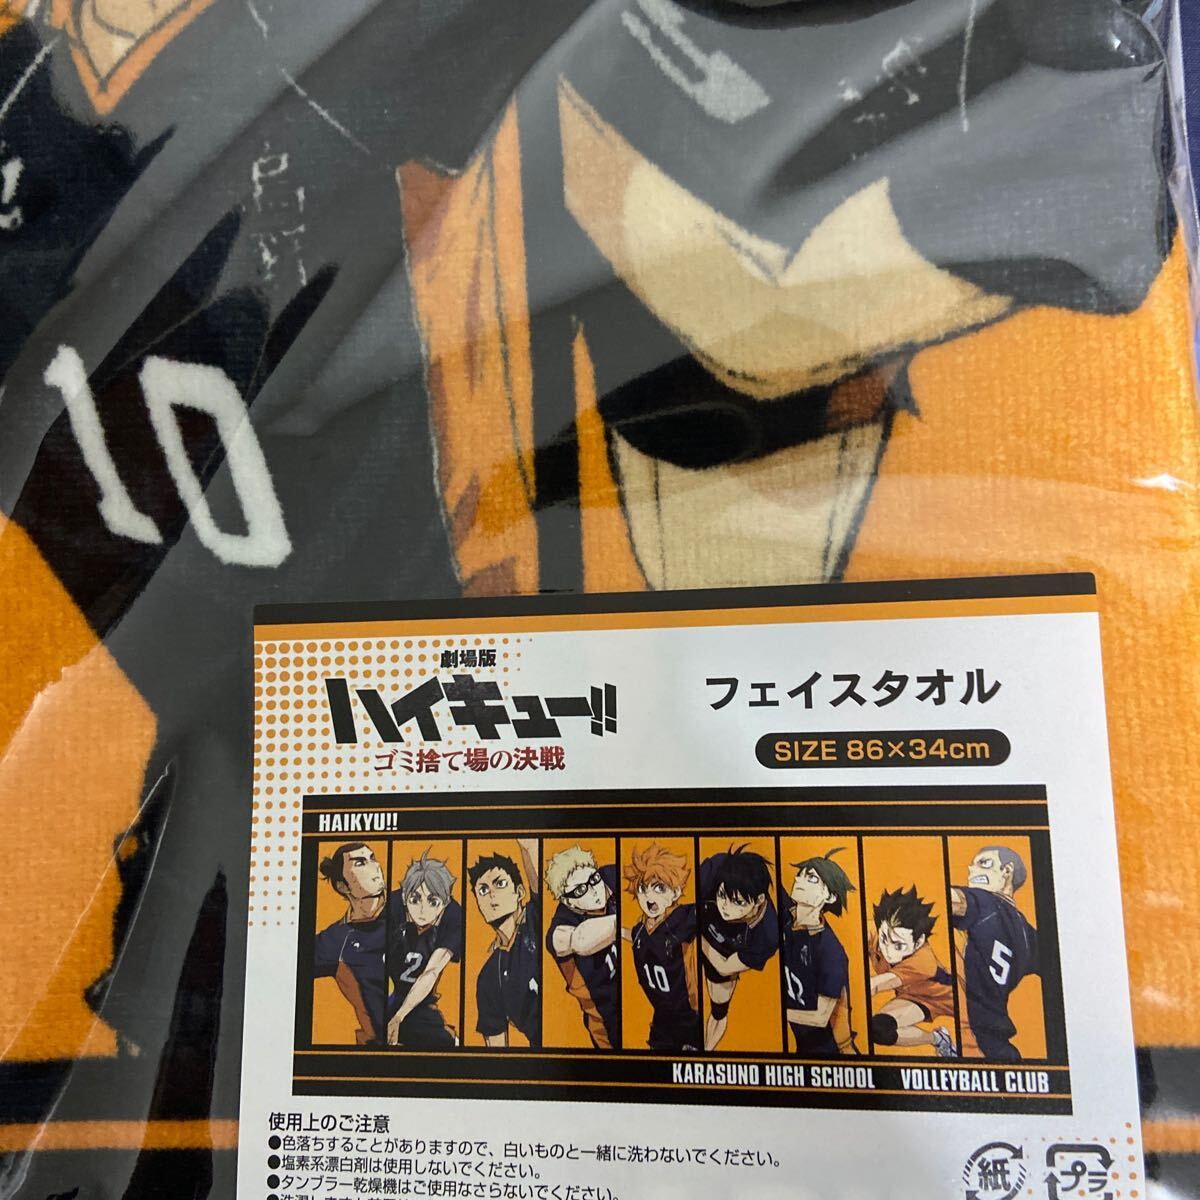 10
劇場版
ハイキュー!!
ゴミ捨て場の決戦
フェイスタオル
SIZE 86×34cm
HAIKYU!!
2
10
5
KARASUNO HIGH SCHOOL VOLLEYBALL CLUB
使用上のご注意
●色落ちすることがありますので、白いものと一緒に洗わないでください。
●塩素系漂白剤は使用しないでください。
●タンブラー乾燥機はご使用なさらないでください。
紙
プラ